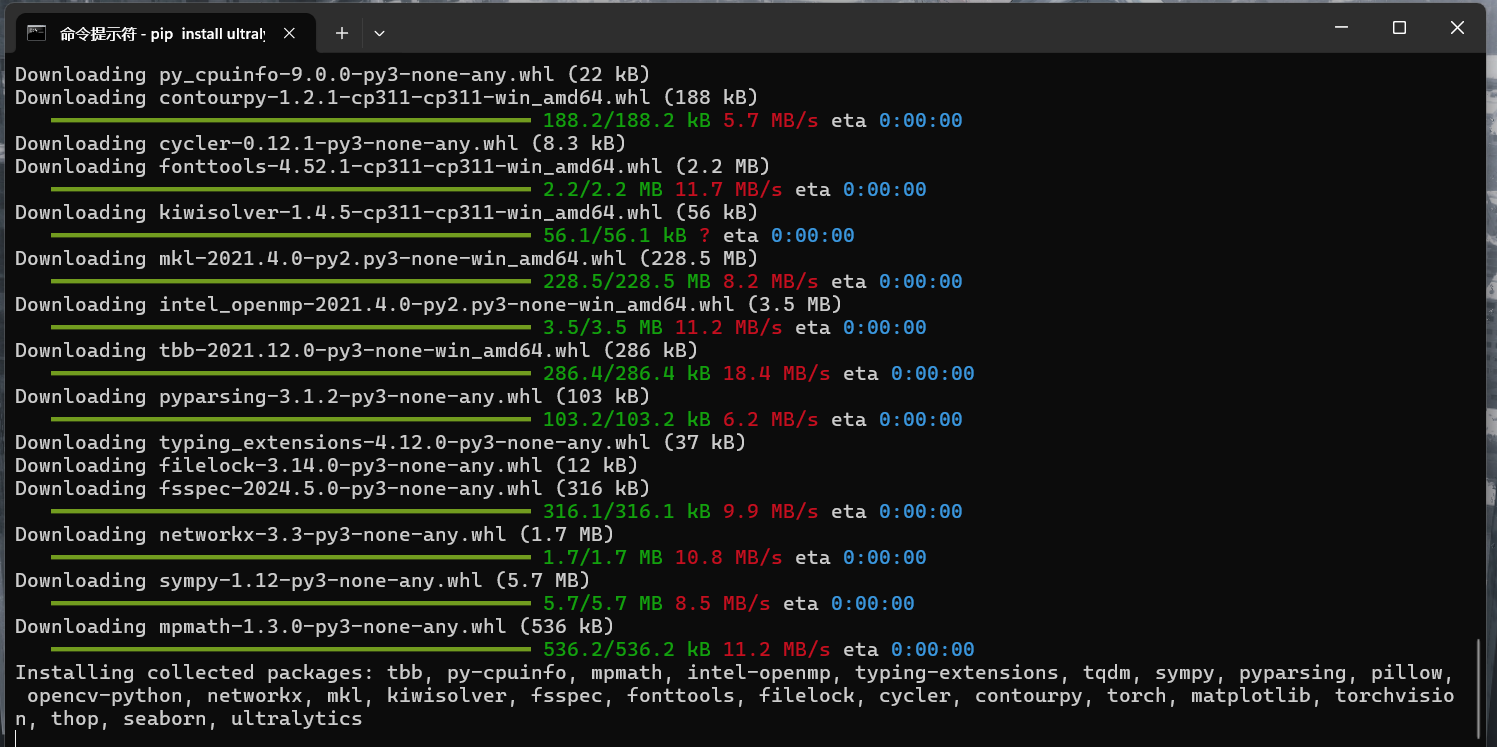 命令提示符 - pip install ultraly
Downloading py_cpuinfo-9.0.0-py3-none-any.whl (22 kB)
Downloading contourpy-1.2.1-cp311-cp311-win_amd64.whl (188 kB)
188.2/188.2 kB 5.7 MB/s eta 0:00:00
Downloading cycler-0.12.1-py3-none-any.whl (8.3 kB)
Downloading fonttools-4.52.1-cp311-cp311-win_amd64.whl (2.2 MB)
2.2/2.2 MB 11.7 MB/s eta 0:00:00
Downloading kiwisolver-1.4.5-cp311-cp311-win_amd64.whl (56 kB)
56.1/56.1 kB ? eta 0:00:00
Downloading mkl-2021.4.0-py2.py3-none-win_amd64.whl (228.5 MB)
228.5/228.5 MB 8.2 MB/s eta 0:00:00
Downloading intel_openmp-2021.4.0-py2.py3-none-win_amd64.whl (3.5 MB)
3.5/3.5 MB 11.2 MB/s eta 0:00:00
Downloading tbb-2021.12.0-py3-none-win_amd64.whl (286 kB)
286.4/286.4 kB 18.4 MB/s eta 0:00:00
Downloading pyparsing-3.1.2-py3-none-any.whl (103 kB)
103.2/103.2 kB 6.2 MB/s eta 0:00:00
Downloading typing_extensions-4.12.0-py3-none-any.whl (37 kB)
Downloading filelock-3.14.0-py3-none-any.whl (12 kB)
Downloading fsspec-2024.5.0-py3-none-any.whl (316 kB)
316.1/316.1 kB 9.9 MB/s eta 0:00:00
Downloading networkx-3.3-py3-none-any.whl (1.7 MB)
1.7/1.7 MB 10.8 MB/s eta 0:00:00
Downloading sympy-1.12-py3-none-any.whl (5.7 MB)
5.7/5.7 MB 8.5 MB/s eta 0:00:00
Downloading mpmath-1.3.0-py3-none-any.whl (536 kB)
536.2/536.2 kB 11.2 MB/s eta 0:00:00
Installing collected packages: tbb, py-cpuinfo, mpmath, intel-openmp, typing-extensions, tqdm, sympy, pyparsing, pillow,
opencv-python, networkx, mkl, kiwisolver, fsspec, fonttools, filelock, cycler, contourpy, torch, matplotlib, torchvisio
n, thop, seaborn, ultralytics